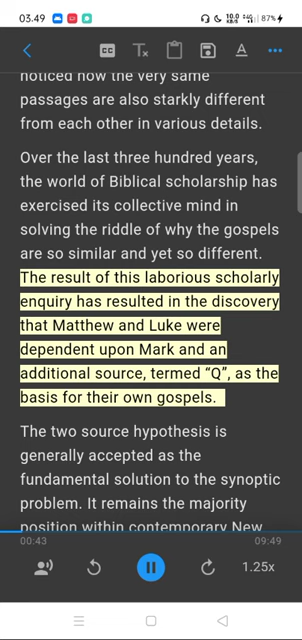 03.49
10.0
KB/S
87%
CC
noticed how the very same
passages are also starkly different
from each other in various details.
Over the last three hundred years,
the world of Biblical scholarship has
exercised its collective mind in
solving the riddle of why the gospels
are so similar and yet so different.
The result of this laborious scholarly
enquiry has resulted in the discovery
that Matthew and Luke were
dependent upon Mark and an
additional source, termed “Q”, as the
basis for their own gospels.
The two source hypothesis is
generally accepted as the
fundamental solution to the synoptic
problem. It remains the majority
position within contemporary New
00:43
09:49
1.25x